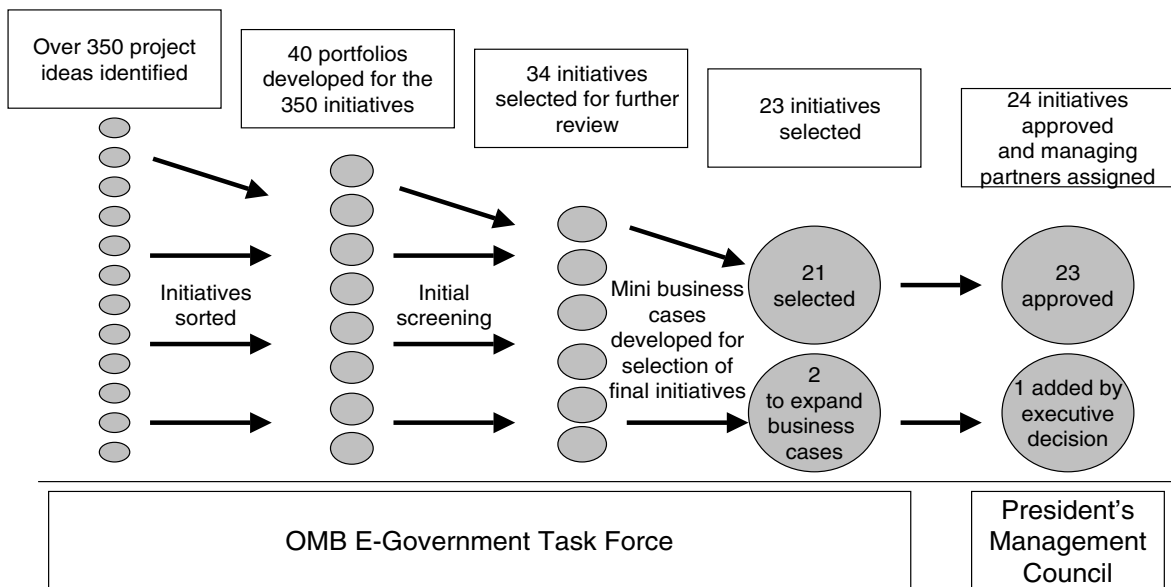 Over 350 project
ideas identified
40 portfolios
developed for the
350 initiatives
34 initiatives
selected for further
review
23 initiatives
selected
24 initiatives
approved
and managing
partners assigned
Initiatives
sorted
Initial
screening
Mini business
cases
developed for
selection of
final initiatives
21
selected
2
to expand
business
cases
23
approved
1 added by
executive
decision
OMB E-Government Task Force
President's
Management
Council